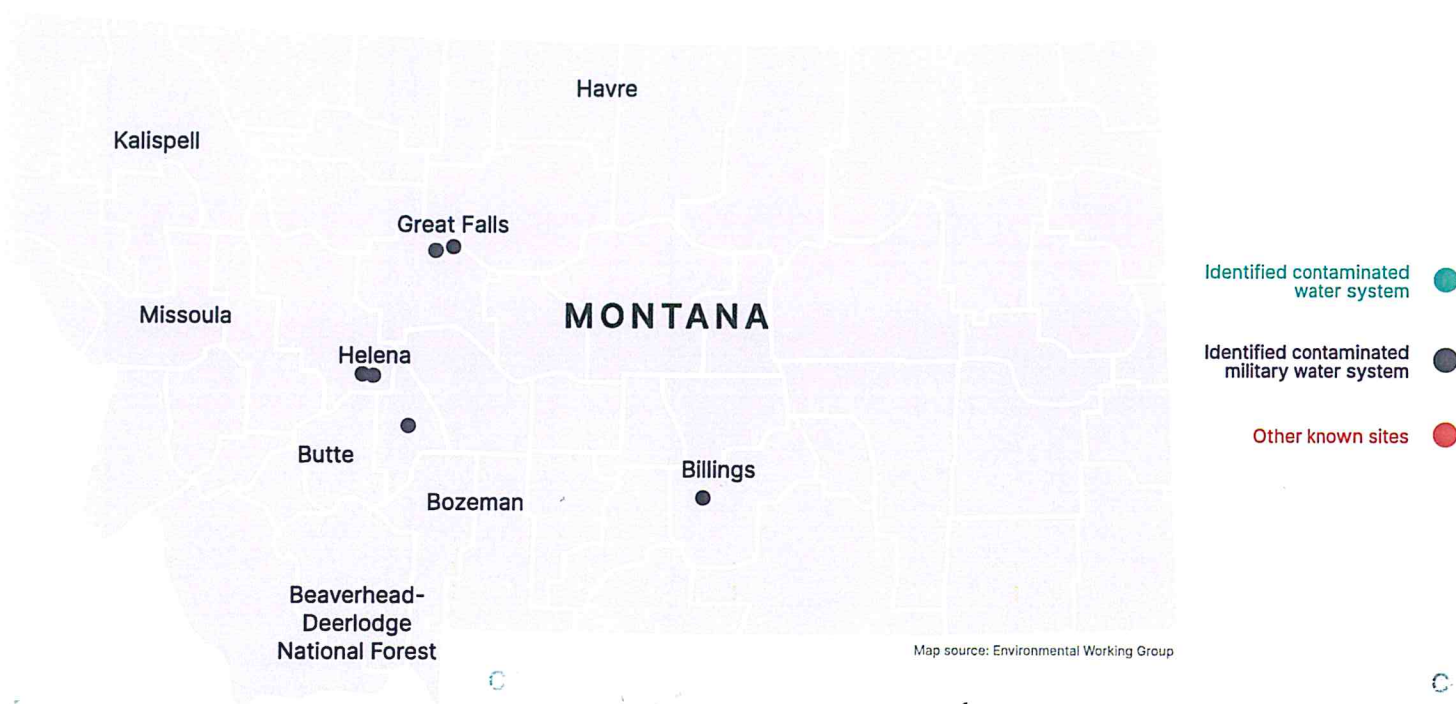 Havre
Kalispell
Great Falls
MONTANA
Missoula
Helena
Butte
Billings
Bozeman
Beaverhead-
Deerlodge
National Forest
Identified contaminated
water system
Identified contaminated
military water system
Other known sites
Map source: Environmental Working Group